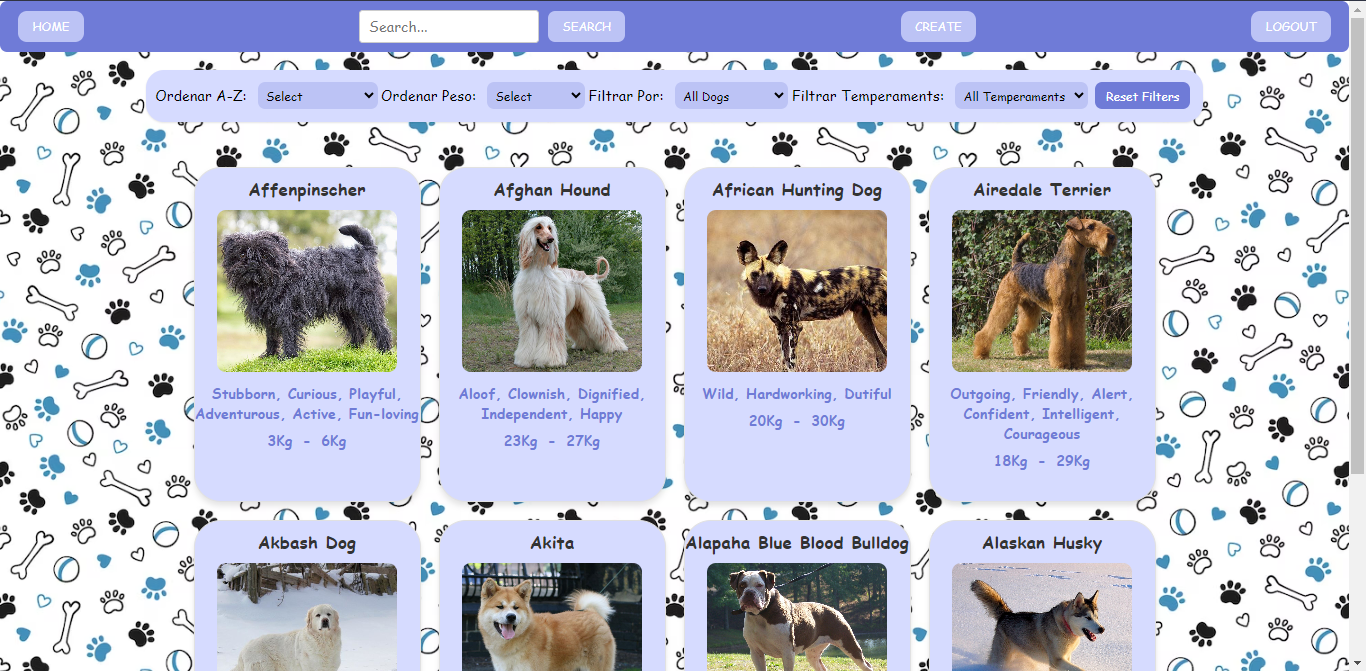 HOME
Search...
SEARCH
CREATE
LOGOUT
Ordenar A-Z: Select Ordenar Peso: Select Filtrar Por: All Dogs Filtrar Temperaments: All Temperaments Reset Filters
Affenpinscher
Stubborn, Curious, Playful,
Adventurous, Active, Fun-loving
3Kg - 6Kg
Afghan Hound
Aloof, Clownish, Dignified,
Independent, Happy
23Kg - 27Kg
African Hunting Dog
Wild, Hardworking, Dutiful
20Kg - 30Kg
Airedale Terrier
Outgoing, Friendly, Alert,
Confident, Intelligent,
Courageous
18Kg - 29Kg
Akbash Dog
Akita
Alapaha Blue Blood Bulldog
Alaskan Husky